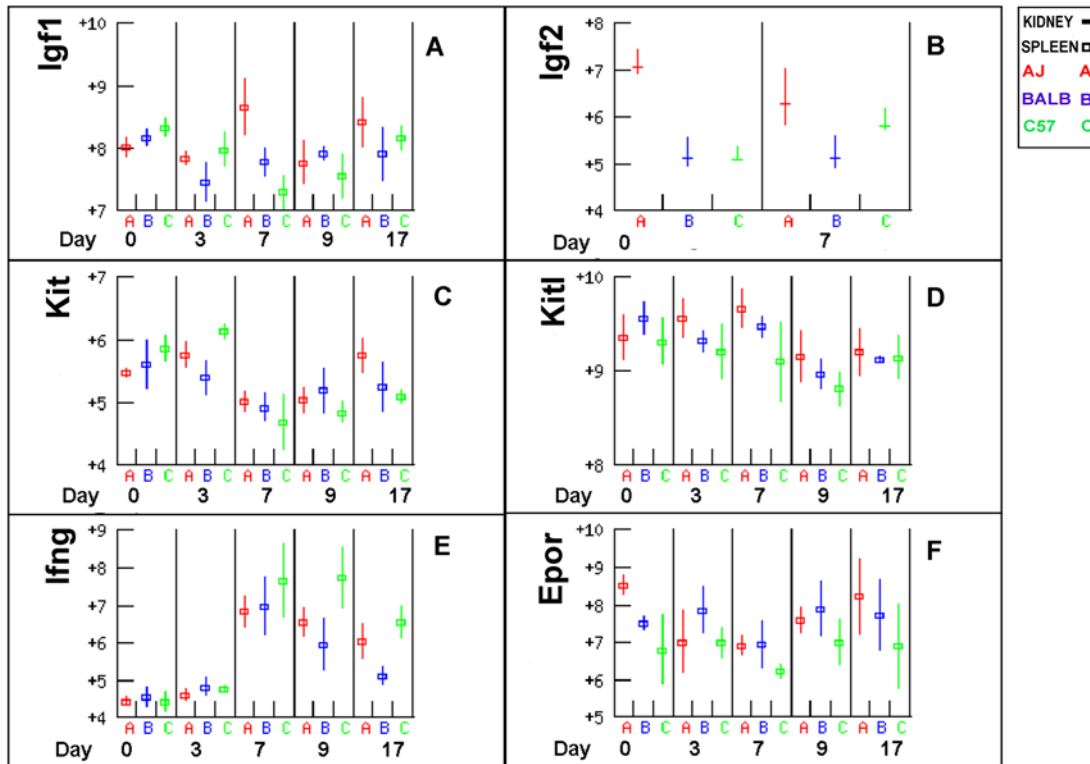 Igf1
A
+10
+9
+8
+7
A B C A B C A B C A B C A B C
Day 0 3 7 9 17
Igf2
B
+8
+7
+6
+5
+4
A B C A B C
Day 0 7
KIDNEY
SPLEEN
AJ A
BALB B
C57 C
Kit
C
+7
+6
+5
+4
A B C A B C A B C A B C A B C
Day 0 3 7 9 17
Kitl
D
+10
+9
+8
A B C A B C A B C A B C A B C
Day 0 3 7 9 17
Ifng
E
+9
+8
+7
+6
+5
+4
A B C A B C A B C A B C A B C
Day 0 3 7 9 17
Epor
F
+10
+9
+8
+7
+6
+5
A B C A B C A B C A B C A B C
Day 0 3 7 9 17